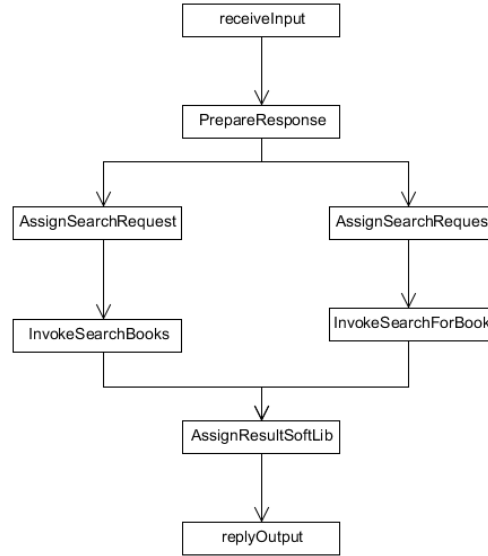 receiveInput
PrepareResponse
AssignSearchRequest
AssignSearchReques
InvokeSearchBooks
InvokeSearchForBook
AssignResultSoftLib
replyOutput